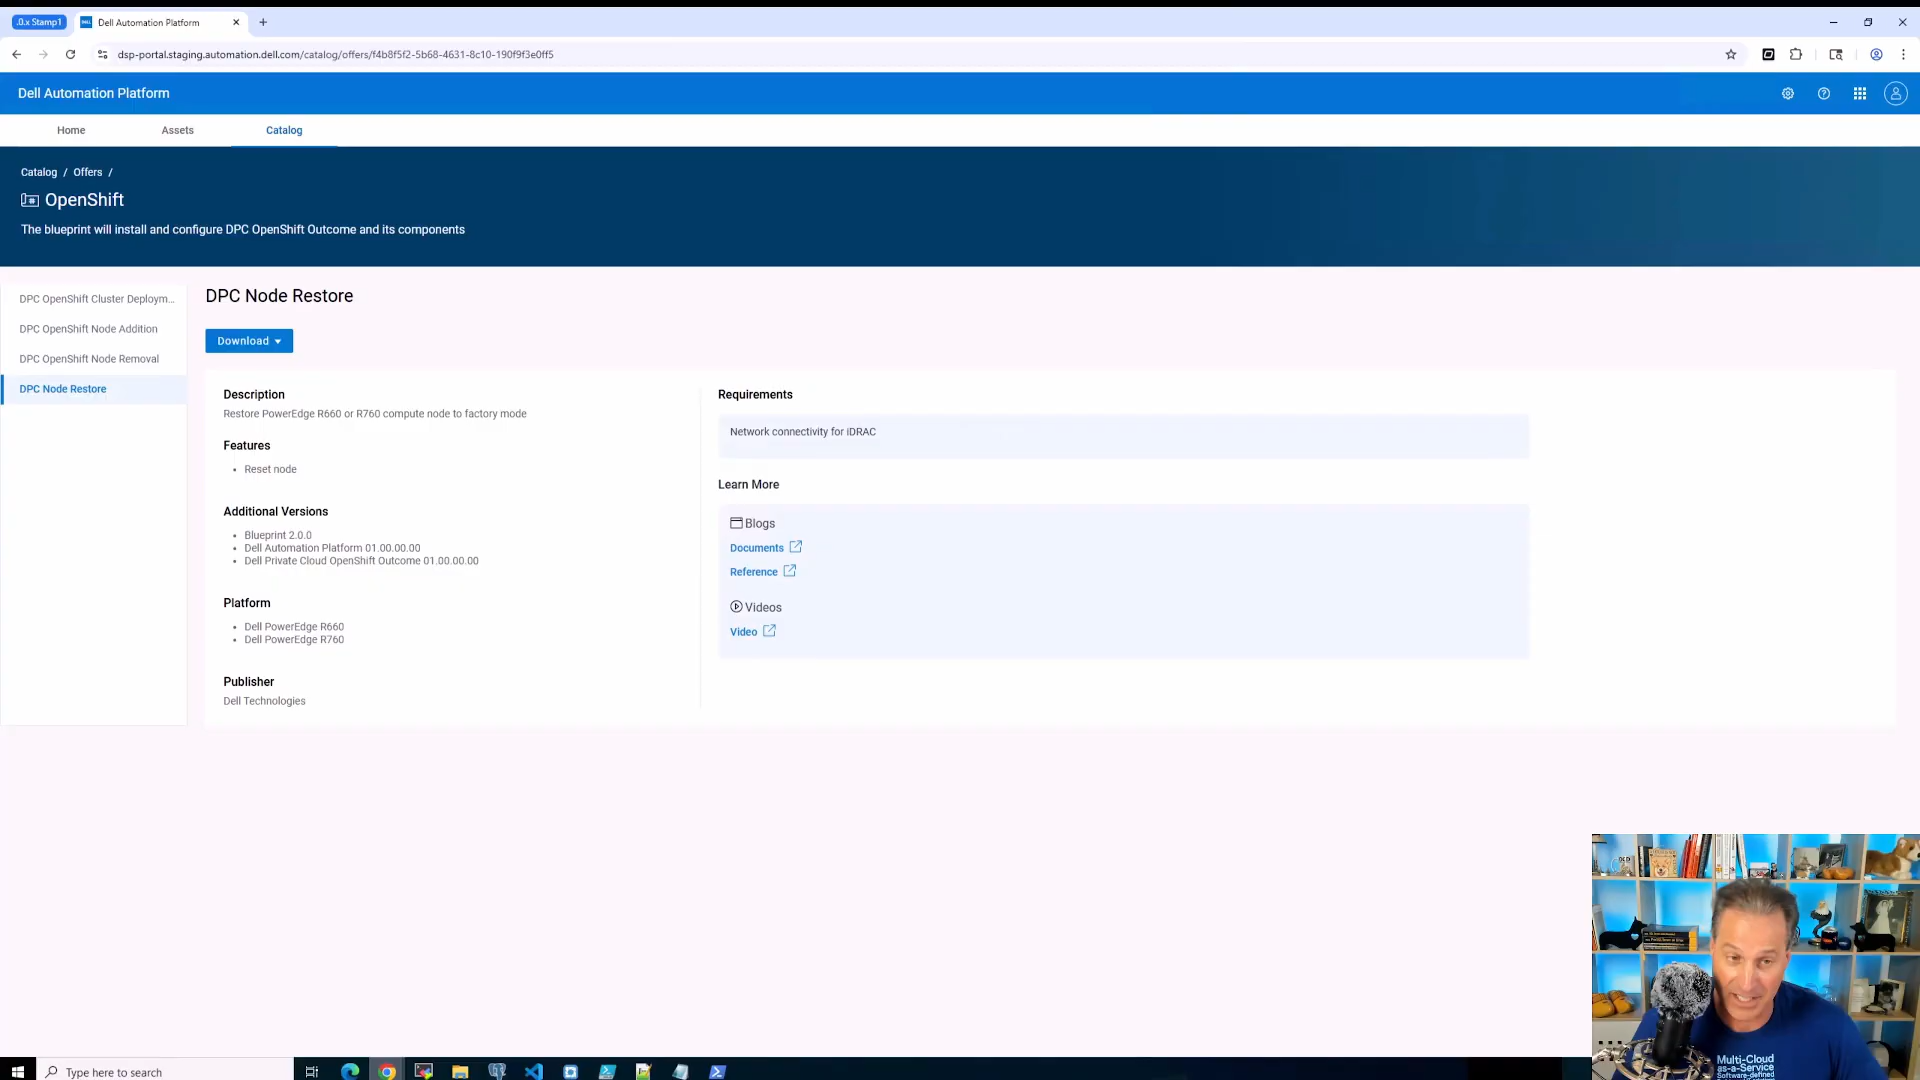 .0.x Stamp1
Dell Automation Platform
dsp-portal.staging.automation.dell.com/catalog/offers/f4b8f5f2-5b68-4631-8c10-190f9f3e0ff5
Dell Automation Platform
Home
Assets
Catalog
Catalog / Offers /
OpenShift
The blueprint will install and configure DPC OpenShift Outcome and its components
DPC OpenShift Cluster Deploym...
DPC OpenShift Node Addition
DPC OpenShift Node Removal
DPC Node Restore
DPC Node Restore
Download
Description
Restore PowerEdge R660 or R760 compute node to factory mode
Features
• Reset node
Additional Versions
• Blueprint 2.0.0
• Dell Automation Platform 01.00.00.00
• Dell Private Cloud OpenShift Outcome 01.00.00.00
Platform
• Dell PowerEdge R660
• Dell PowerEdge R760
Publisher
Dell Technologies
Requirements
Network connectivity for iDRAC
Learn More
Blogs
Documents
Reference
Videos
Video
Type here to search
Multi-Cloud
as-a-Service
Software-defined